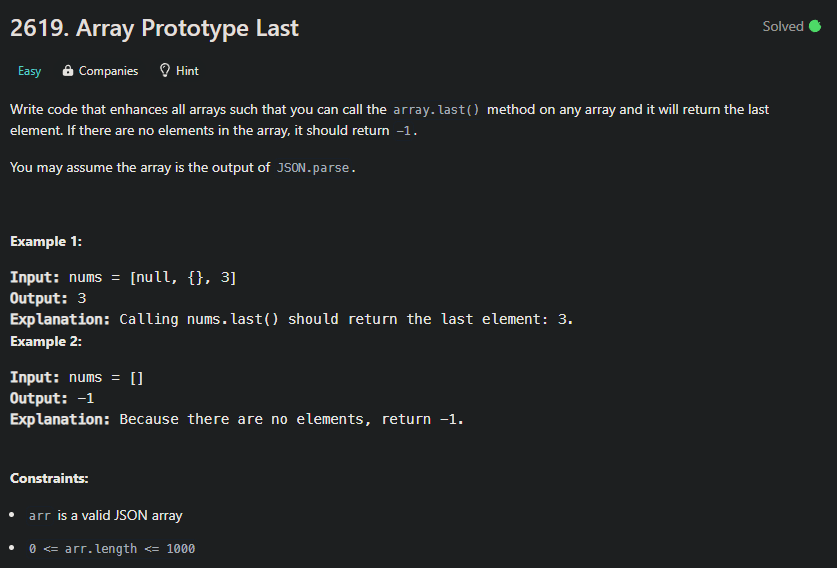 2619. Array Prototype Last
Solved
Easy Companies Hint
Write code that enhances all arrays such that you can call the array.last() method on any array and it will return the last
element. If there are no elements in the array, it should return -1.
You may assume the array is the output of JSON.parse.
Example 1:
Input: nums = [null, {}, 3]
Output: 3
Explanation: Calling nums.last() should return the last element: 3.
Example 2:
Input: nums = []
Output: -1
Explanation: Because there are no elements, return -1.
Constraints:
• arr is a valid JSON array
• 0 <= arr.length <= 1000